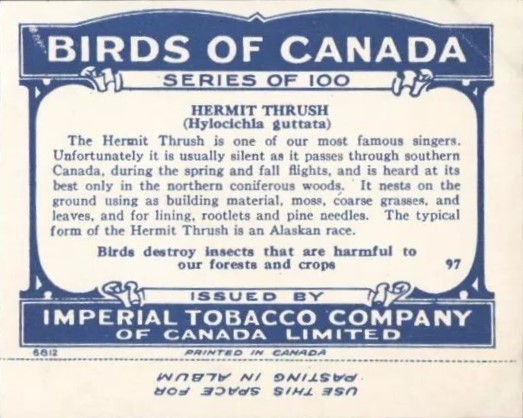 BIRDS OF CANADA
SERIES OF 100
HERMIT THRUSH
(Hylocichla guttata)
The Hermit Thrush is one of our most famous singers.
Unfortunately it is usually silent as it passes through southern
Canada, during the spring and fall flights, and is heard at its
best only in the northern coniferous woods. It nests on the
ground using as building material, moss, coarse grasses, and
leaves, and for lining, rootlets and pine needles. The typical
form of the Hermit Thrush is an Alaskan race.
Birds destroy insects that are harmful to
our forests and crops 97
ISSUED BY
IMPERIAL TOBACCO COMPANY
OF CANADA LIMITED
6812 PRINTED IN CANADA
USE THIS SPACE FOR
PASTING IN ALBUM